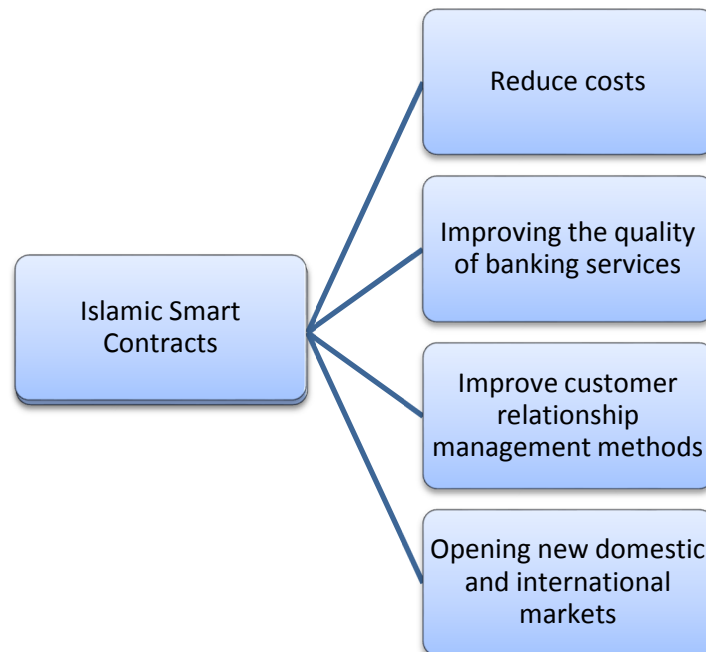 Reduce costs
Improving the quality
of banking services
Islamic Smart
Contracts
Improve customer
relationship
management methods
Opening new domestic
and international
markets